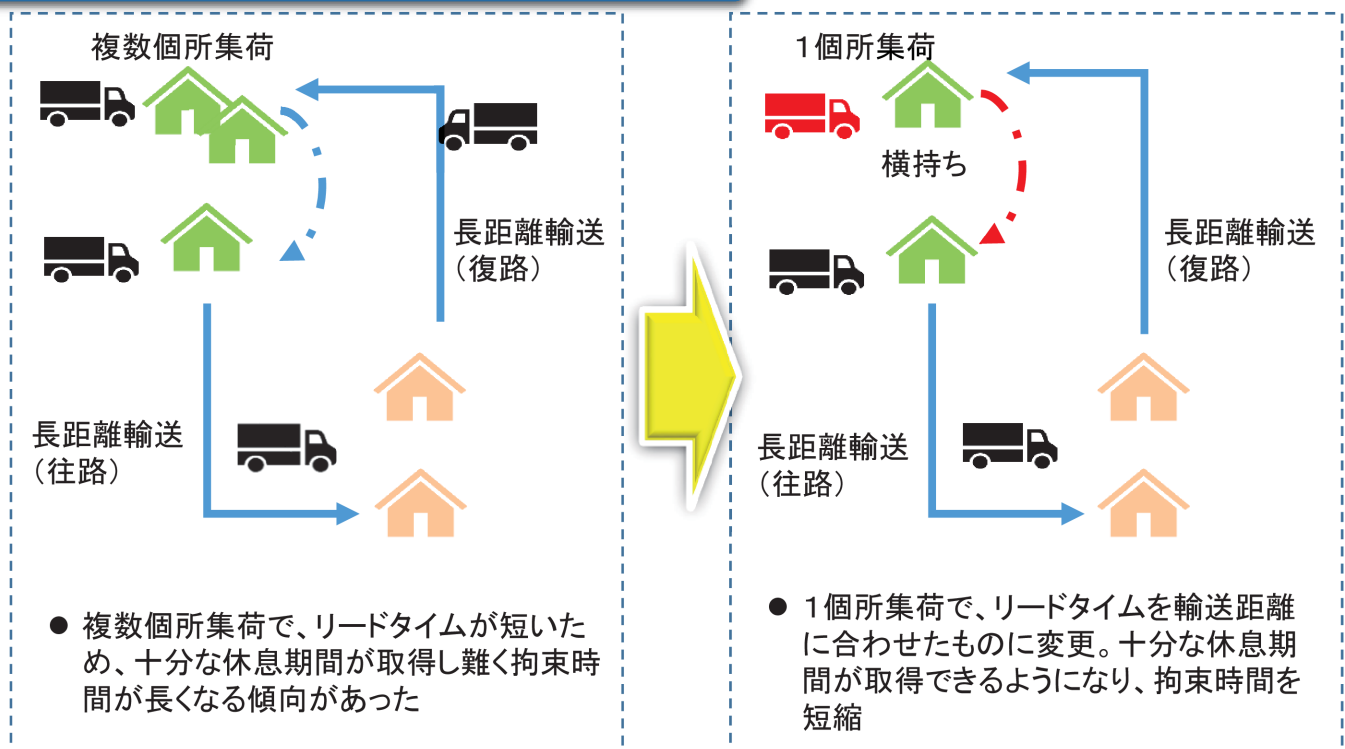 複数個所集荷
長距離輸送
（復路）
長距離輸送
（往路）
● 複数個所集荷で、リードタイムが短いた
め、十分な休息期間が取得し難く拘束時
間が長くなる傾向があった
１個所集荷
横持ち
長距離輸送
（復路）
長距離輸送
（往路）
● １個所集荷で、リードタイムを輸送距離
に合わせたものに変更。十分な休息期
間が取得できるようになり、拘束時間を
短縮